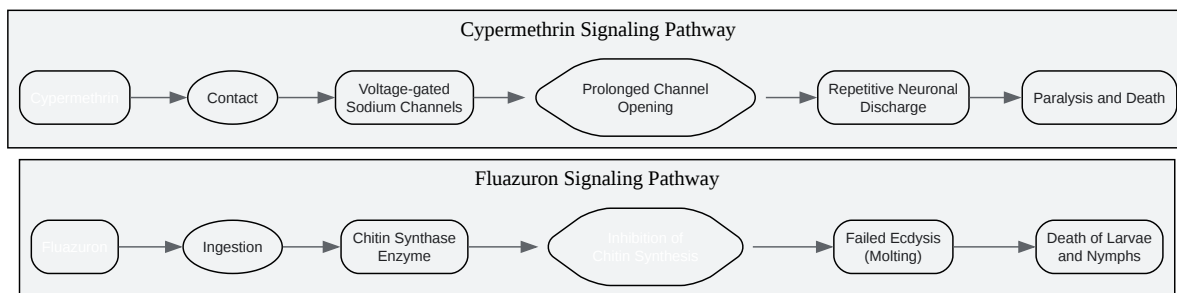 Cypermethrin Signaling Pathway
Cypermethrin
Contact
Voltage-gated
Sodium Channels
Prolonged Channel
Opening
Repetitive Neuronal
Discharge
Paralysis and Death
Fluazuron Signaling Pathway
Fluazuron
Ingestion
Chitin Synthase
Enzyme
Inhibition of
Chitin Synthesis
Failed Ecdysis
(Molting)
Death of Larvae
and Nymphs